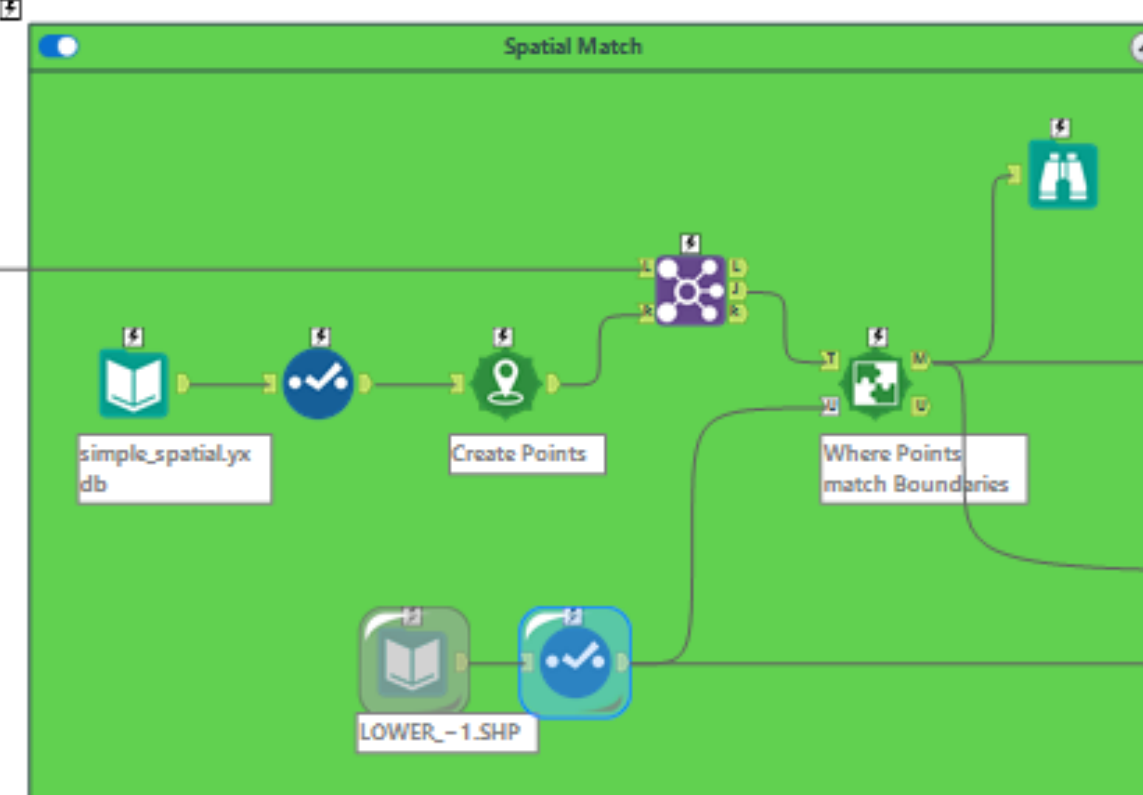 Spatial Match
L
L
J
R
R
T
M
U
U
simple_spatial.yx
db
Create Points
Where Points
match Boundaries
LOWER_~1.SHP